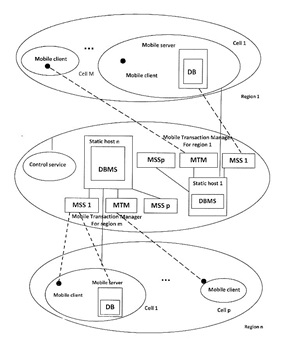 Mobile client
...
Mobile server
Cell 1
Mobile client
DB
Cell M
Region 1
Mobile Transaction Manager
For region 1
Static host n
DBMS
Control service
MSSp
MTM
MSS 1
Static host 1
DBMS
MSS 1
MTM
MSS p
Mobile Transaction Manager
For region m
...
Mobile client
Mobile server
DB
Cell 1
Mobile client
Cell p
Region n